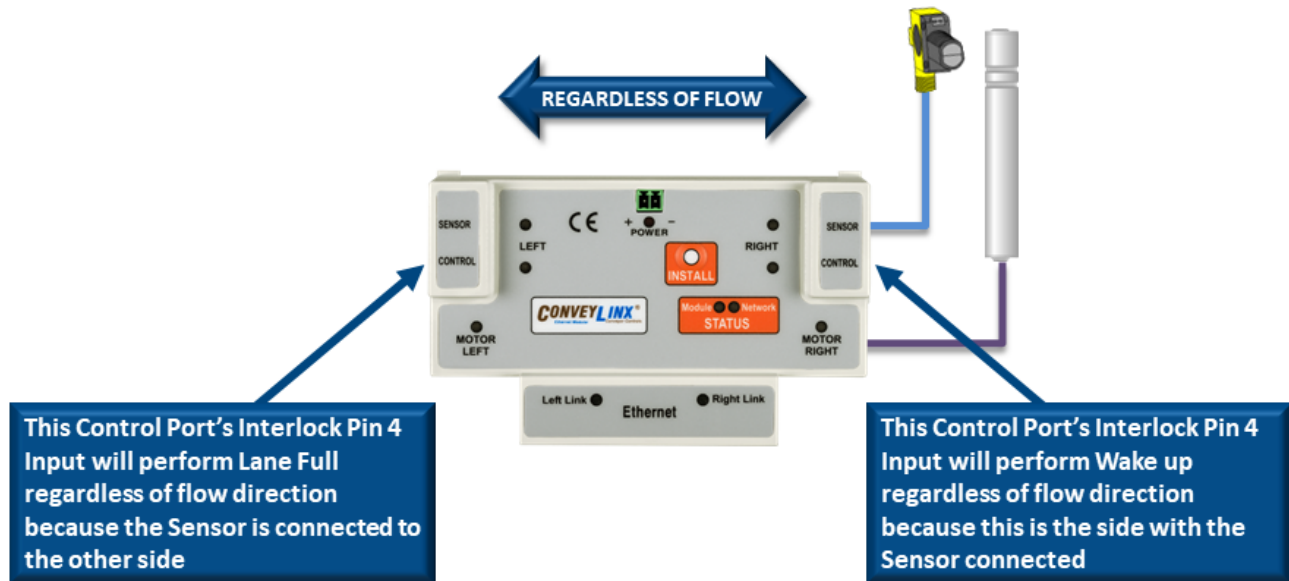 REGARDLESS OF FLOW
SENSOR
CONTROL
LEFT
CE
+ -
POWER
INSTALL
RIGHT
SENSOR
CONTROL
CONVEYLINX®
Module Network
STATUS
MOTOR
LEFT
MOTOR
RIGHT
Left Link
Ethernet
Right Link
This Control Port’s Interlock Pin 4
Input will perform Lane Full
regardless of flow direction
because the Sensor is connected to
the other side
This Control Port’s Interlock Pin 4
Input will perform Wake up
regardless of flow direction
because this is the side with the
Sensor connected